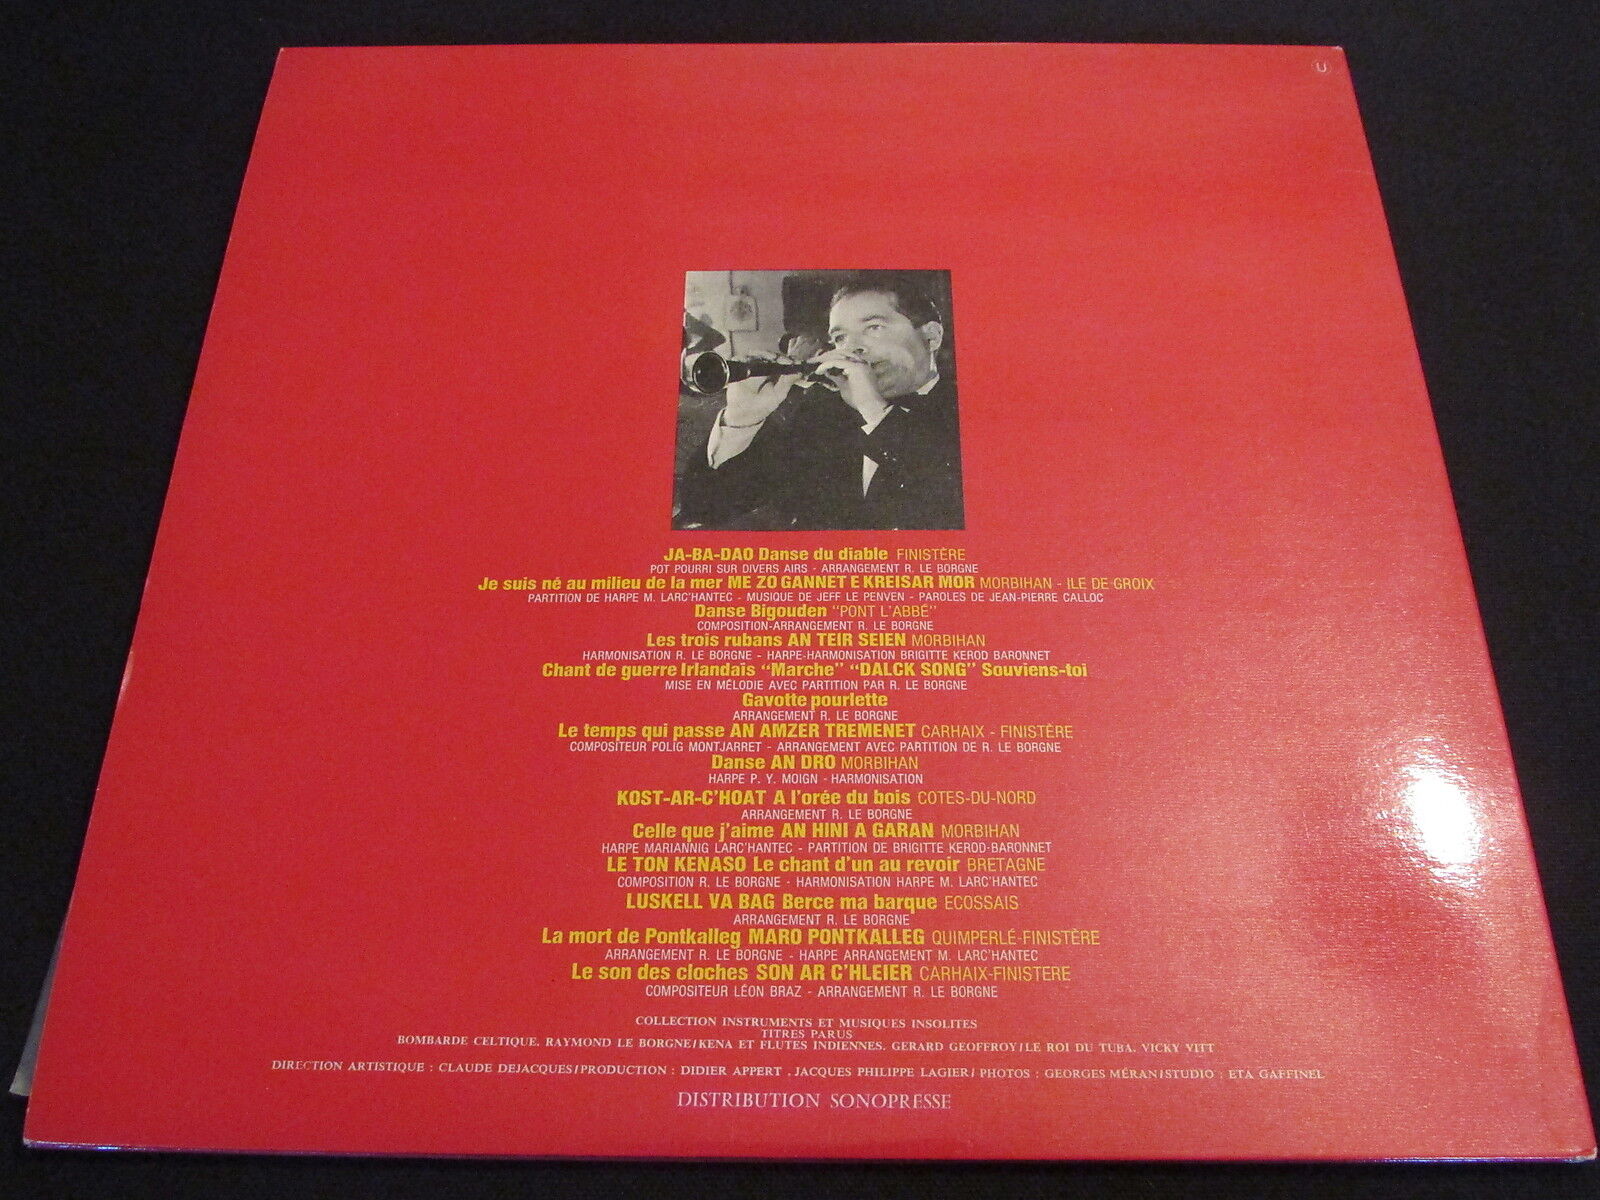 U
JA-BA-DAO Danse du diable FINISTÈRE
POT POURRI SUR DIVERS AIRS - ARRANGEMENT R. LE BORGNE
Je suis né au milieu de la mer ME ZO GANNET E KREISAR MOR MORBIHAN - ILE DE GROIX
PARTITION DE HARPE M. LARC'HANTEC - MUSIQUE DE JEFF LE PENVEN - PAROLES DE JEAN-PIERRE CALLOC
Danse Bigouden "PONT L'ABBÉ"
COMPOSITION-ARRANGEMENT R. LE BORGNE
Les trois rubans AN TEIR SEIEN MORBIHAN
HARMONISATION R. LE BORGNE - HARPE-HARMONISATION BRIGITTE KEROD BARONNET
Chant de guerre Irlandais "Marche" "DALCK SONG" Souviens-toi
MISE EN MÉLODIE AVEC PARTITION PAR R. LE BORGNE
Gavotte pourlette
ARRANGEMENT R. LE BORGNE
Le temps qui passe AN AMZER TREMENET CARHAIX - FINISTÈRE
COMPOSITEUR POLIG MONTJARRET - ARRANGEMENT AVEC PARTITION DE R. LE BORGNE
Danse AN DRO MORBIHAN
HARPE P. Y. MOIGN - HARMONISATION
KOST-AR-C'HOAT A l'orée du bois COTES-DU-NORD
ARRANGEMENT R. LE BORGNE
Celle que j'aime AN HINI A GARAN MORBIHAN
HARPE MARIANNIG LARC'HANTEC - PARTITION DE BRIGITTE KEROD-BARONNET
LE TON KENASO Le chant d'un au revoir BRETAGNE
COMPOSITION R. LE BORGNE - HARMONISATION HARPE M. LARC'HANTEC
LUSKELL VA BAG Berce ma barque ECOSSAIS
ARRANGEMENT R. LE BORGNE
La mort de Pontkalleg MARO PONTKALLEG QUIMPERLÉ-FINISTÈRE
ARRANGEMENT R. LE BORGNE - HARPE ARRANGEMENT M. LARC'HANTEC
Le son des cloches SON AR C'HLEIER CARHAIX-FINISTERE
COMPOSITEUR LÉON BRAZ - ARRANGEMENT R. LE BORGNE
COLLECTION INSTRUMENTS ET MUSIQUES INSOLITES
TITRES PARUS
BOMBARDE CELTIQUE. RAYMOND LE BORGNE/KENA ET FLUTES INDIENNES. GERARD GEOFFROY/LE ROI DU TUBA. VICKY VITT
DIRECTION ARTISTIQUE : CLAUDE DEJACQUES/PRODUCTION : DIDIER APPERT . JACQUES PHILIPPE LAGIER/ PHOTOS : GEORGES MÉRAN/STUDIO : ETA GAFFINEL
DISTRIBUTION SONOPRESSE